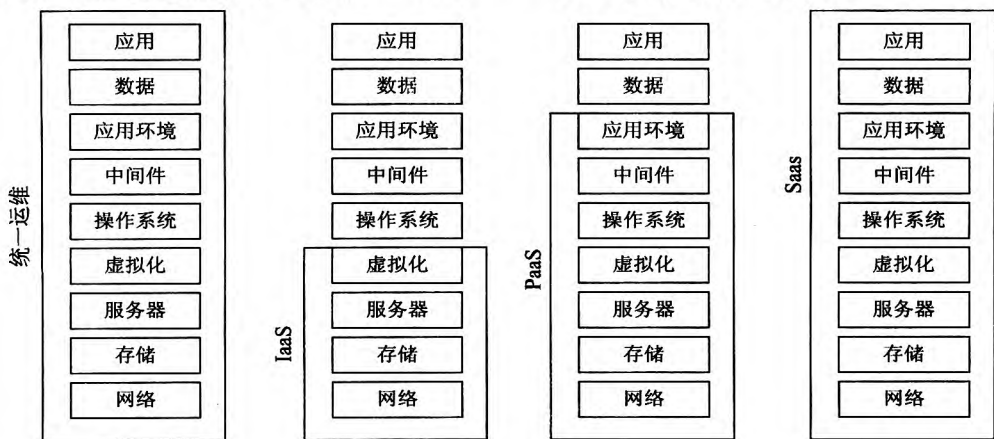 统一运维
应用
数据
应用环境
中间件
操作系统
虚拟化
服务器
存储
网络
IaaS
应用
数据
应用环境
中间件
操作系统
虚拟化
服务器
存储
网络
PaaS
应用
数据
应用环境
中间件
操作系统
虚拟化
服务器
存储
网络
Saas
应用
数据
应用环境
中间件
操作系统
虚拟化
服务器
存储
网络